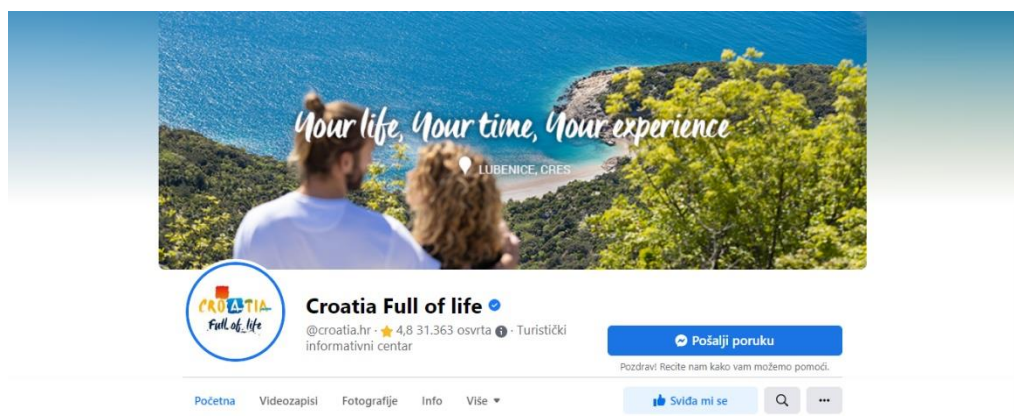 Your life, Your time, Your experience
LUBENICE, CRES
CROATIA
Full of life
Croatia Full of life
@croatia.hr · 4,8 31.363 osvrta · Turistički
informativni centar
Pošalji poruku
Pozdrav! Recite nam kako vam možemo pomoći.
Početna Videozapisi Fotografije Info Više
Sviđa mi se